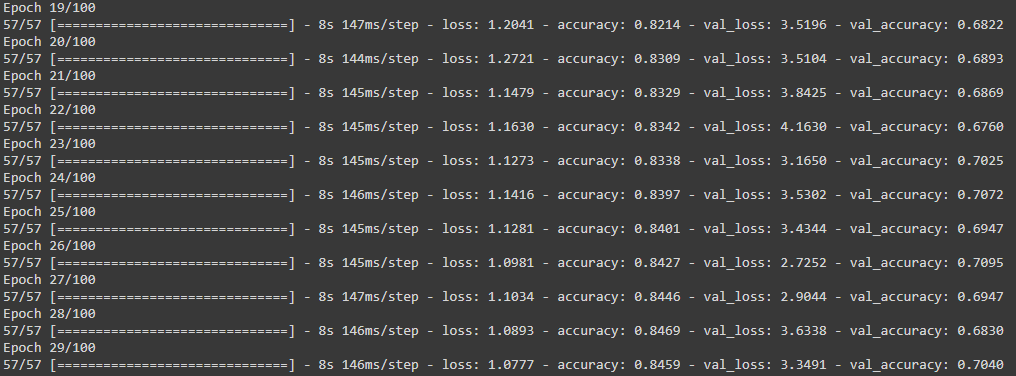 Epoch 19/100
57/57 [==============================] - 8s 147ms/step - loss: 1.2041 - accuracy: 0.8214 - val_loss: 3.5196 - val_accuracy: 0.6822
Epoch 20/100
57/57 [==============================] - 8s 144ms/step - loss: 1.2721 - accuracy: 0.8309 - val_loss: 3.5104 - val_accuracy: 0.6893
Epoch 21/100
57/57 [==============================] - 8s 145ms/step - loss: 1.1479 - accuracy: 0.8329 - val_loss: 3.8425 - val_accuracy: 0.6869
Epoch 22/100
57/57 [==============================] - 8s 145ms/step - loss: 1.1630 - accuracy: 0.8342 - val_loss: 4.1630 - val_accuracy: 0.6760
Epoch 23/100
57/57 [==============================] - 8s 145ms/step - loss: 1.1273 - accuracy: 0.8338 - val_loss: 3.1650 - val_accuracy: 0.7025
Epoch 24/100
57/57 [==============================] - 8s 146ms/step - loss: 1.1416 - accuracy: 0.8397 - val_loss: 3.5302 - val_accuracy: 0.7072
Epoch 25/100
57/57 [==============================] - 8s 145ms/step - loss: 1.1281 - accuracy: 0.8401 - val_loss: 3.4344 - val_accuracy: 0.6947
Epoch 26/100
57/57 [==============================] - 8s 145ms/step - loss: 1.0981 - accuracy: 0.8427 - val_loss: 2.7252 - val_accuracy: 0.7095
Epoch 27/100
57/57 [==============================] - 8s 147ms/step - loss: 1.1034 - accuracy: 0.8446 - val_loss: 2.9044 - val_accuracy: 0.6947
Epoch 28/100
57/57 [==============================] - 8s 146ms/step - loss: 1.0893 - accuracy: 0.8469 - val_loss: 3.6338 - val_accuracy: 0.6830
Epoch 29/100
57/57 [==============================] - 8s 146ms/step - loss: 1.0777 - accuracy: 0.8459 - val_loss: 3.3491 - val_accuracy: 0.7040